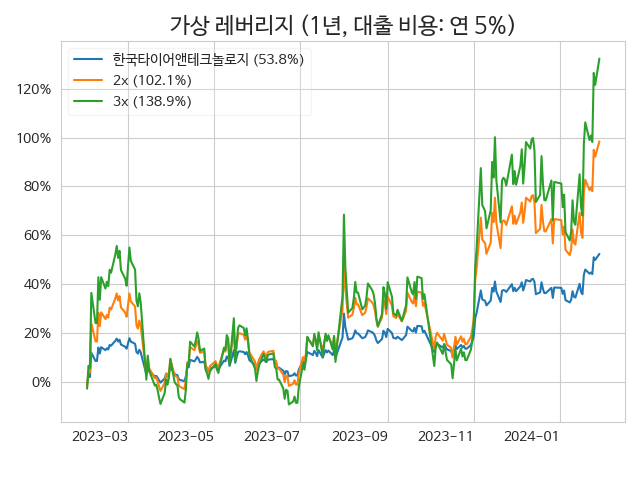 가상 레버리지 (1년, 대출 비용: 연 5%)
한국타이어앤테크놀로지 (53.8%)
2x (102.1%)
3x (138.9%)
120%
100%
80%
60%
40%
20%
0%
2023-03 2023-05 2023-07 2023-09 2023-11 2024-01